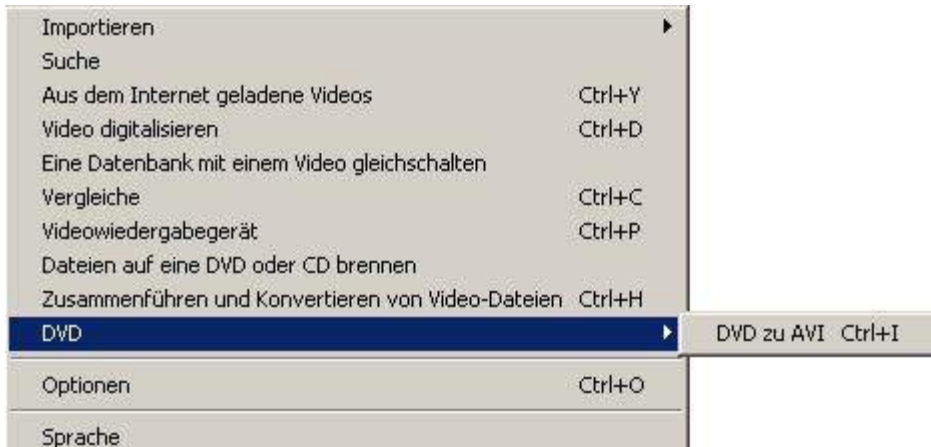 Importieren
Suche
Aus dem Internet geladene Videos Ctrl+Y
Video digitalisieren Ctrl+D
Eine Datenbank mit einem Video gleichschalten
Vergleiche Ctrl+C
Videowiedergabegerät Ctrl+P
Dateien auf eine DVD oder CD brennen
Zusammenführen und Konvertieren von Video-Dateien Ctrl+H
DVD DVD zu AVI Ctrl+I
Optionen Ctrl+O
Sprache